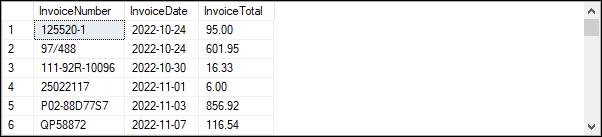 InvoiceNumber InvoiceDate InvoiceTotal
1 125520-1 2022-10-24 95.00
2 97/488 2022-10-24 601.95
3 111-92R-10096 2022-10-30 16.33
4 25022117 2022-11-01 6.00
5 P02-88D77S7 2022-11-03 856.92
6 QP58872 2022-11-07 116.54